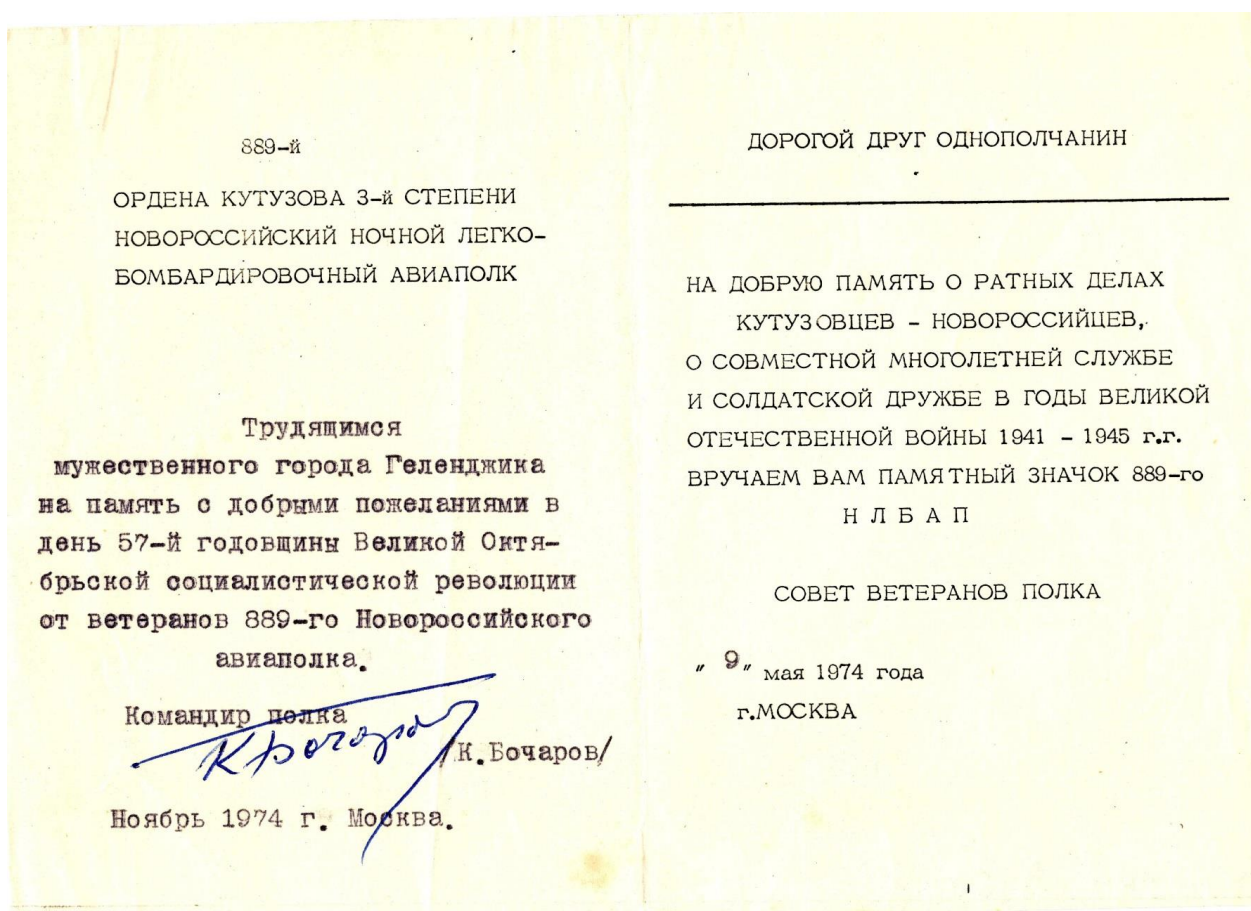 889-й
ОРДЕНА КУТУЗОВА 3-й СТЕПЕНИ
НОВОРОССИЙСКИЙ НОЧНОЙ ЛЕГКО-
БОМБАРДИРОВОЧНЫЙ АВИАПОЛК
Трудящимся
мужественного города Геленджика
на память с добрыми пожеланиями в
день 57-й годовщины Великой Октя-
брьской социалистической революции
от ветеранов 889-го Новороссийского
авиаполка.
Командир полка
КБочаров
/К.Бочаров/
Ноябрь 1974 г. Москва.
ДОРОГОЙ ДРУГ ОДНОПОЛЧАНИН
НА ДОБРУЮ ПАМЯТЬ О РАТНЫХ ДЕЛАХ
КУТУЗОВЦЕВ - НОВОРОССИЙЦЕВ,
О СОВМЕСТНОЙ МНОГОЛЕТНЕЙ СЛУЖБЕ
И СОЛДАТСКОЙ ДРУЖБЕ В ГОДЫ ВЕЛИКОЙ
ОТЕЧЕСТВЕННОЙ ВОЙНЫ 1941 - 1945 г.г.
ВРУЧАЕМ ВАМ ПАМЯТНЫЙ ЗНАЧОК 889-го
Н Л Б А П
СОВЕТ ВЕТЕРАНОВ ПОЛКА
" 9 " мая 1974 года
г.МОСКВА